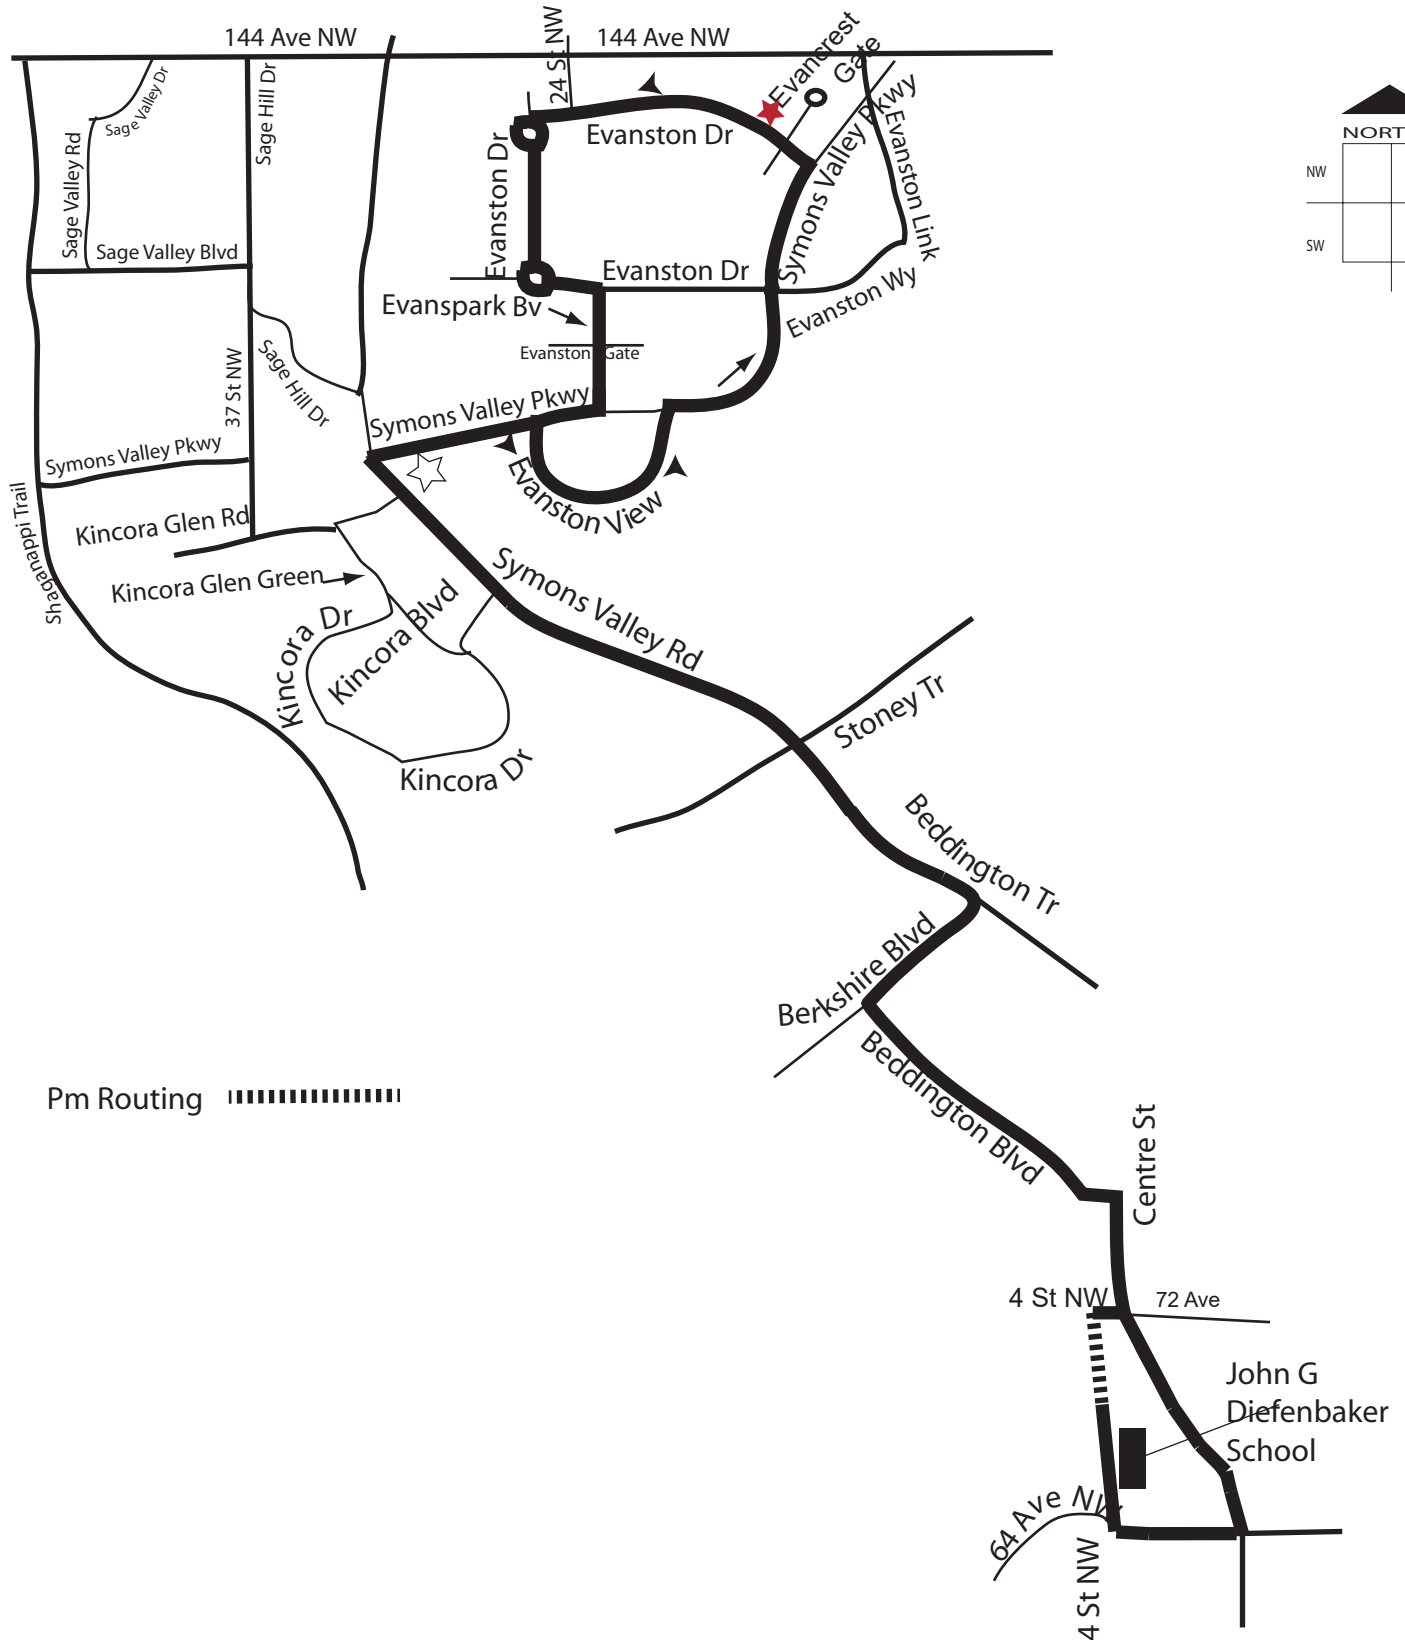 144 Ave NW
24 St NW
144 Ave NW
Evancrest
Gate
Sage Valley Dr
Sage Hill Dr
Symons Valley Pkwy
Evanston Dr
Evanston Link
NORT
NW
SW
Sage Valley Rd
Evanston Dr
Sage Valley Blvd
Evanston Dr
Evanspark Bv
Evanston Wy
Evanston Gate
Sage Hill Dr
37 St NW
Symons Valley Pkwy
Symons Valley Pkwy
Evanston View
Shaganappi Trail
Kincora Glen Rd
Kincora Glen Green
Symons Valley Rd
Kincora Dr
Kincora Blvd
Kincora Dr
Stoney Tr
Beddington Tr
Berkshire Blvd
Beddington Blvd
Pm Routing
Centre St
4 St NW
72 Ave
John G
Diefenbaker
School
64 Ave NW
4 St NW